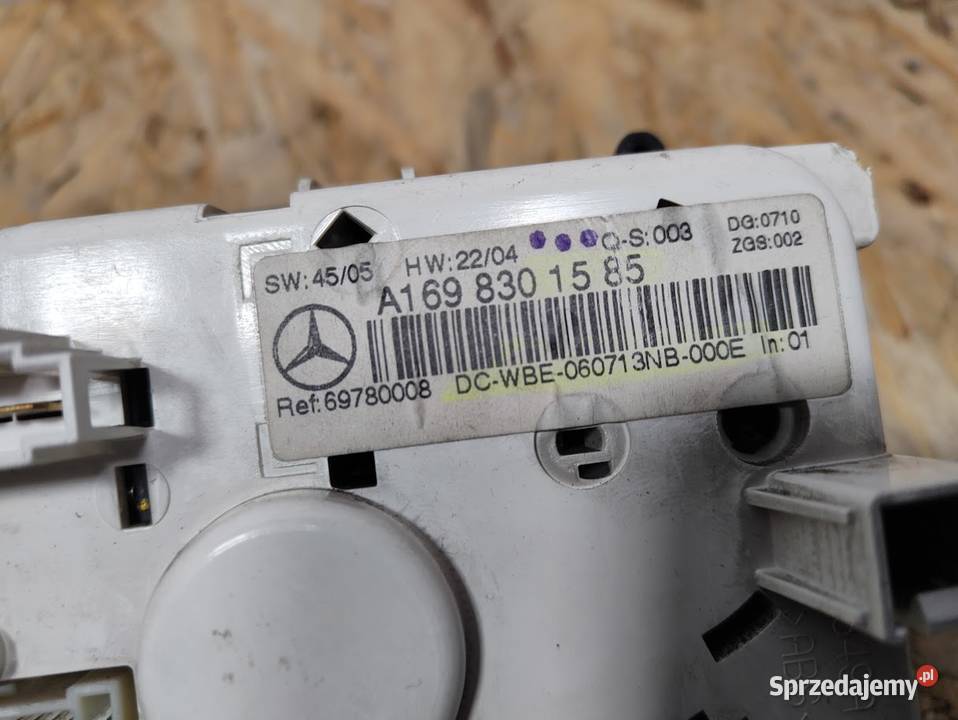 SW: 45/05 HW: 22/04 Q-S: 003 DG:0710
ZGS:002
A169 830 15 85
Ref:69780008 DC-WBE-060713NB-000E In: 01
Sprzedajemy.pl